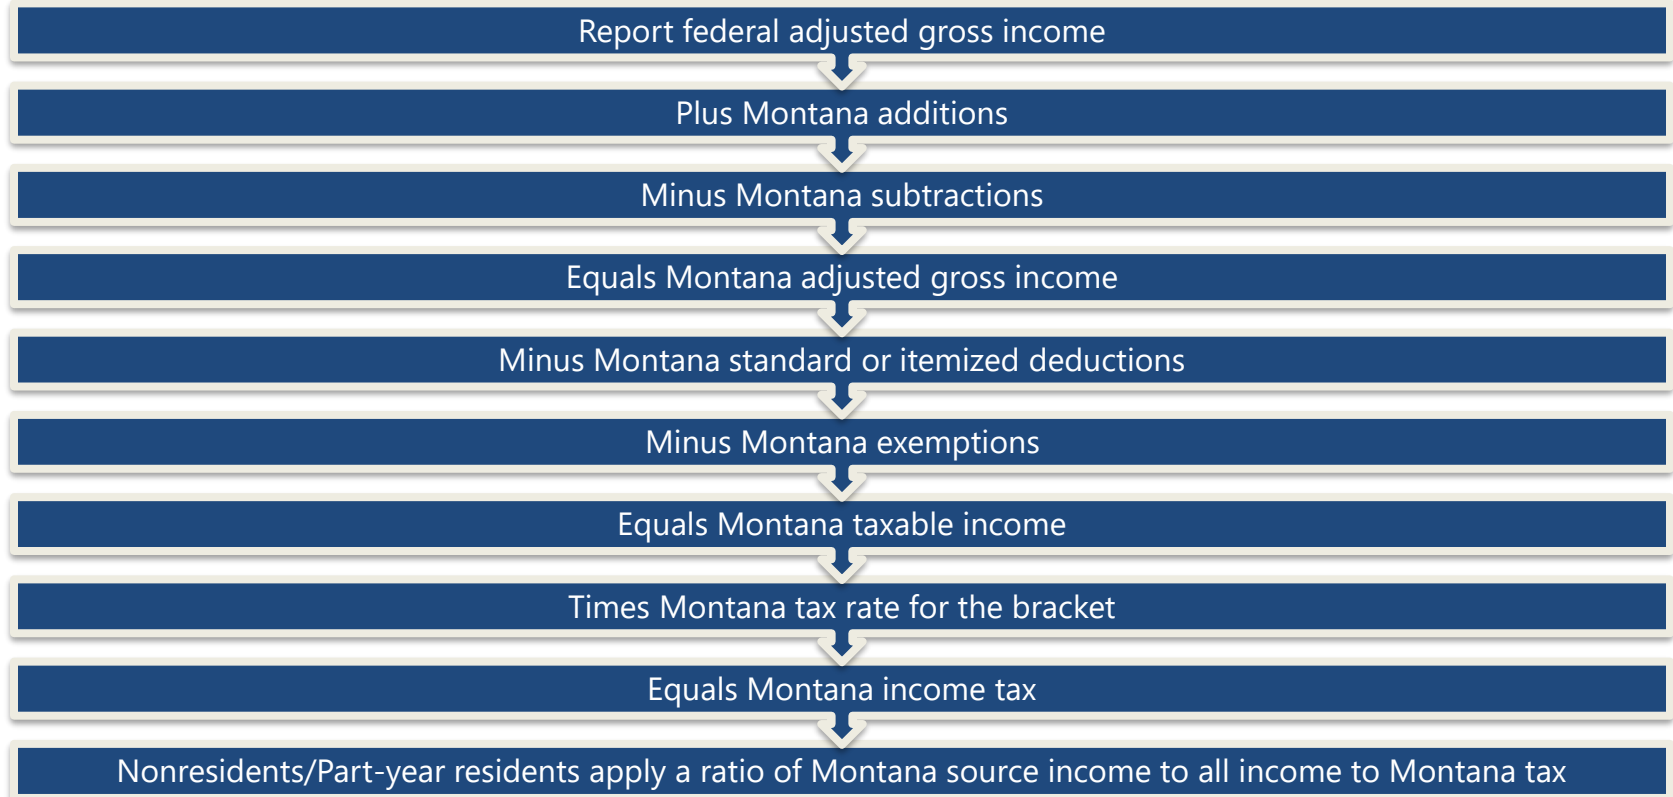 Report federal adjusted gross income
Plus Montana additions
Minus Montana subtractions
Equals Montana adjusted gross income
Minus Montana standard or itemized deductions
Minus Montana exemptions
Equals Montana taxable income
Times Montana tax rate for the bracket
Equals Montana income tax
Nonresidents/Part-year residents apply a ratio of Montana source income to all income to Montana tax